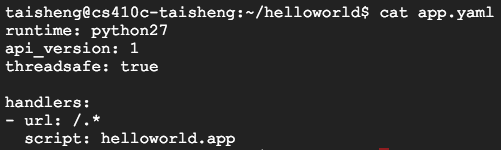 taisheng@cs410c-taisheng:~/helloworld$ cat app.yaml
runtime: python27
api_version: 1
threadsafe: true

handlers:
- url: /.*
  script: helloworld.app